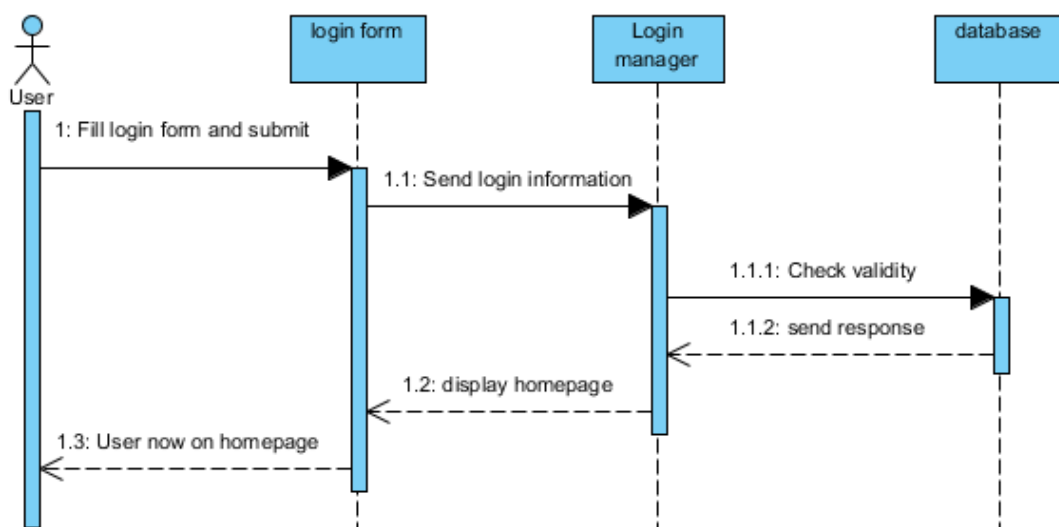 login form
Login
manager
database
User
1: Fill login form and submit
1.1: Send login information
1.1.1: Check validity
1.1.2: send response
1.2: display homepage
1.3: User now on homepage